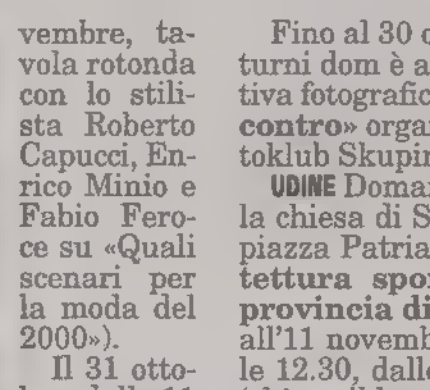 vembre, ta-
vola rotonda
con lo stili-
sta Roberto
Capucci, En-
rico Minio e
Fabio Fero-
ce su «Quali
scenari per
la moda del
2000»).
Il 31 otto-
Fino al 30
turni dom è a
tiva fotografic
contro» orga
toklub Skupin
UDINE Doma
la chiesa di S
piazza Patria
tettura spo
provincia di
all'11 novemb
le 12.30, dalle